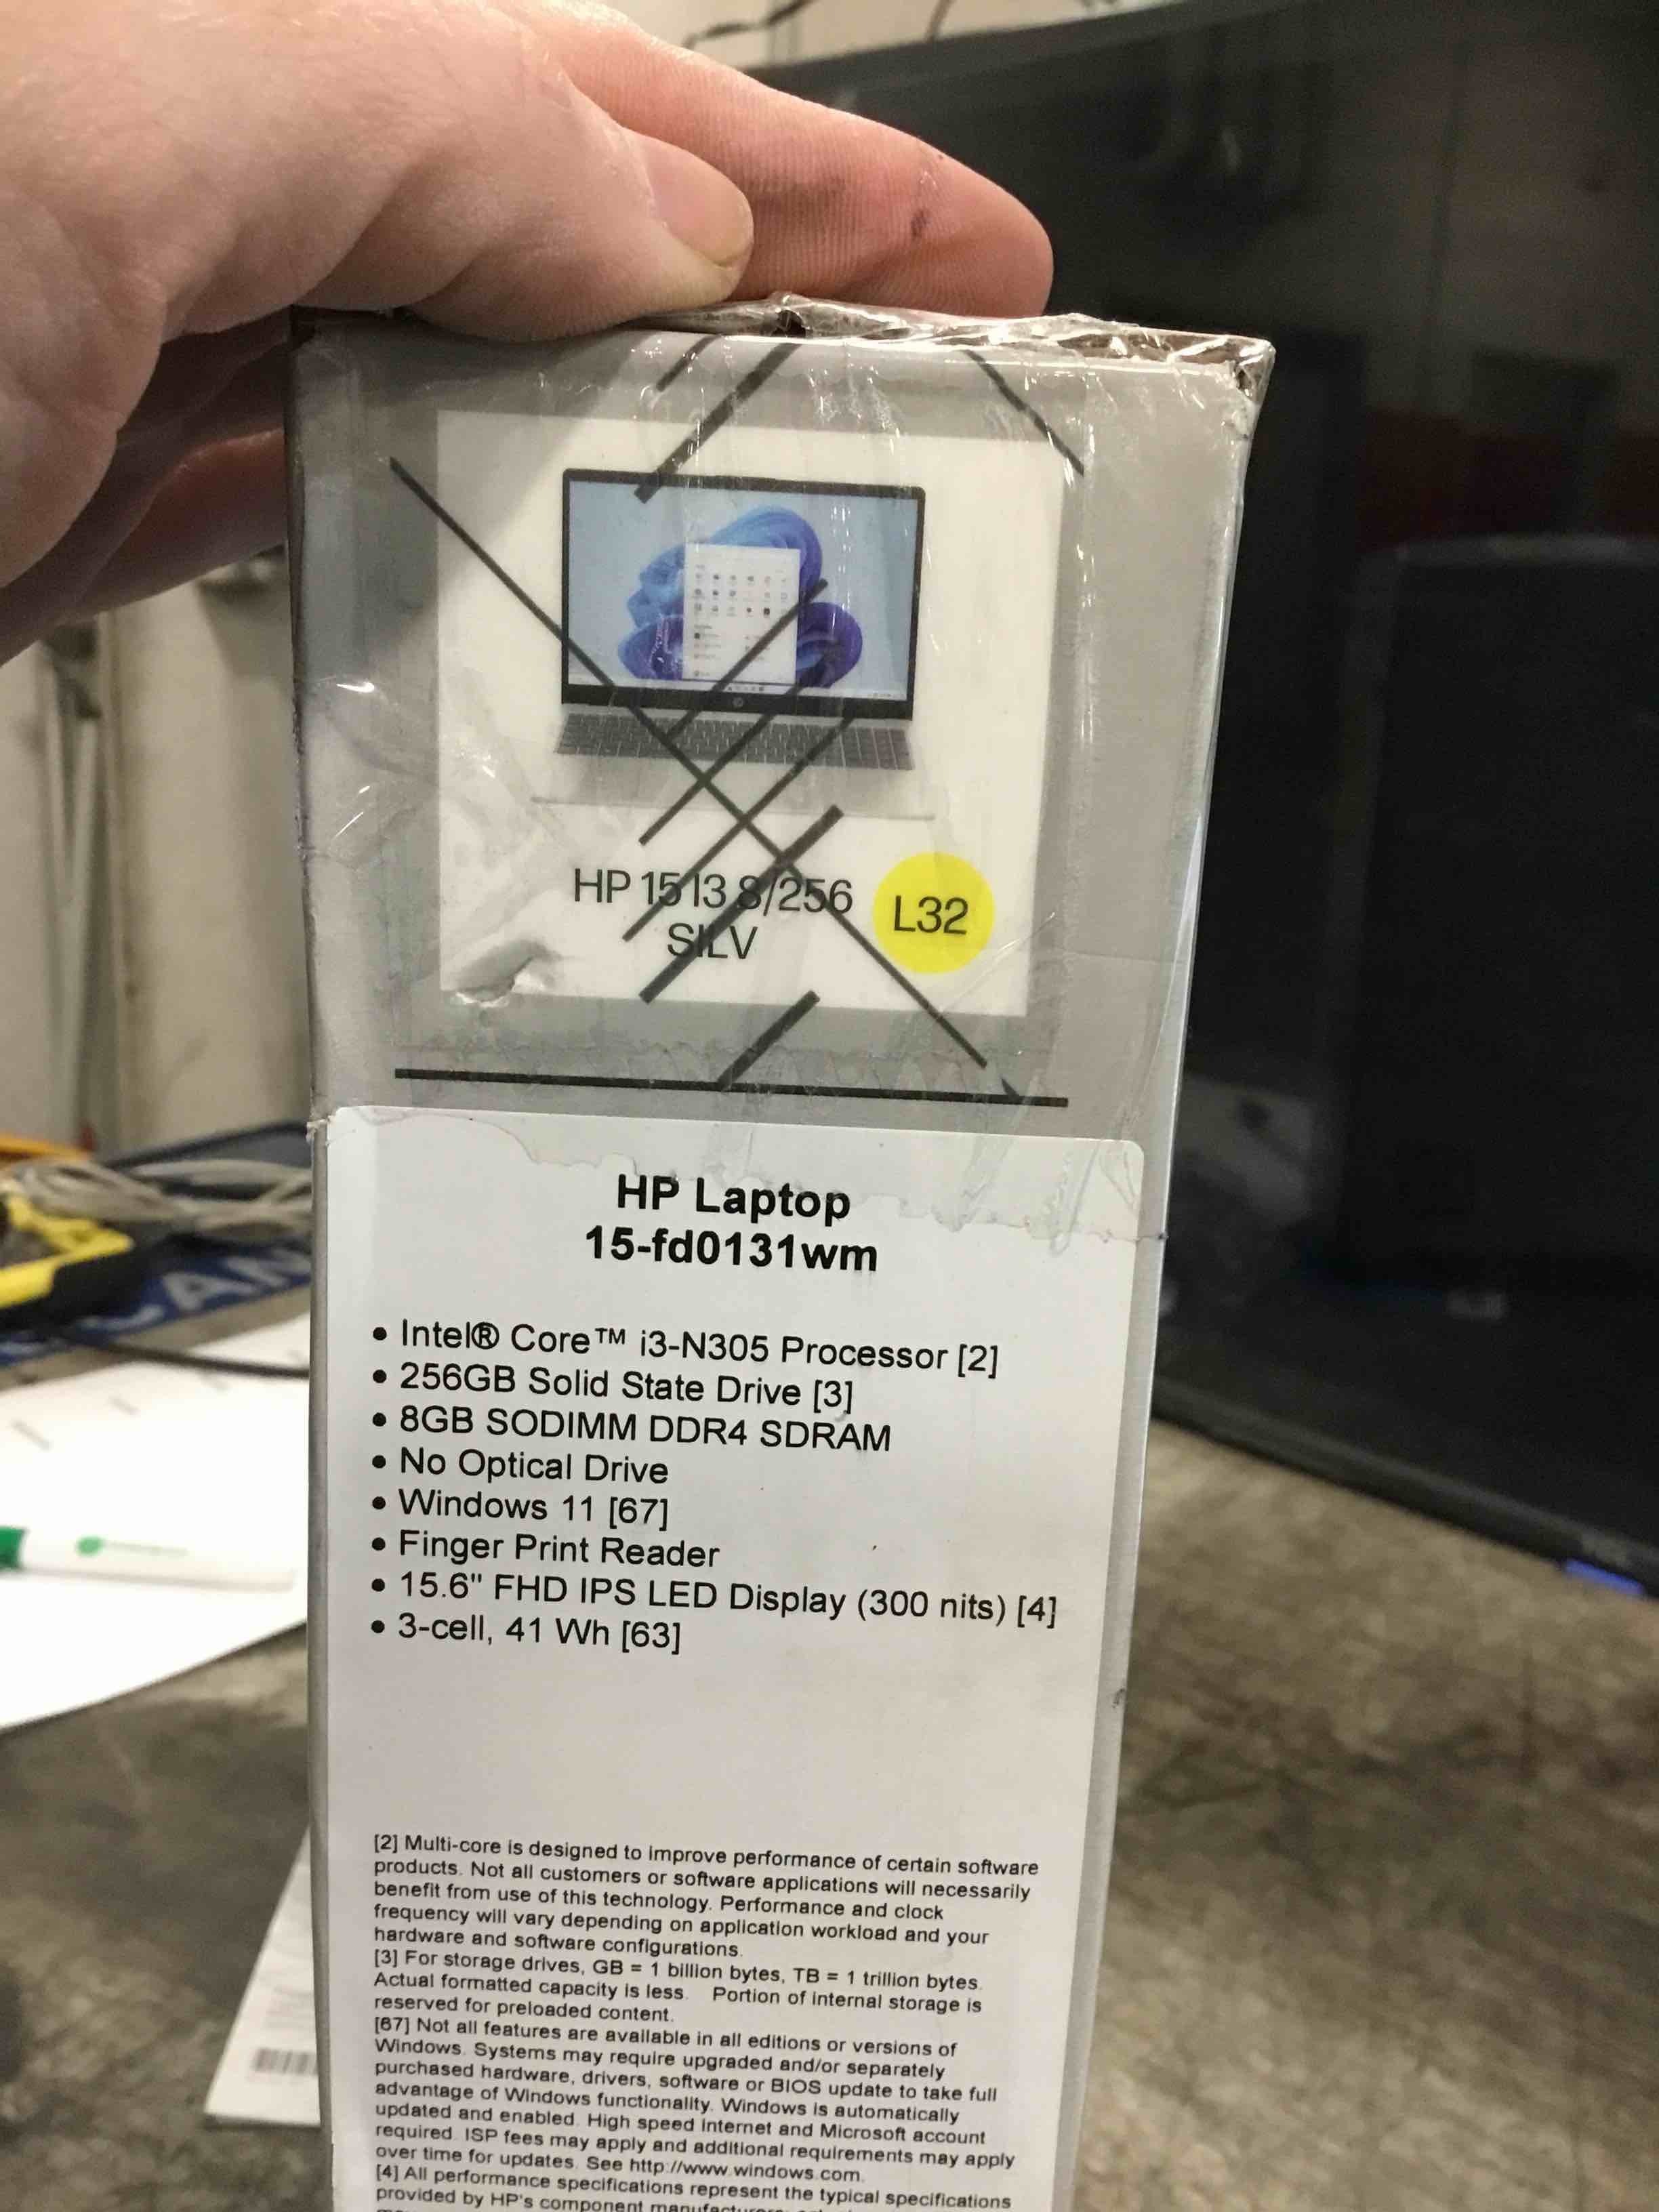 HP 15 I3 8/256
SILV
L32
HP Laptop
15-fd0131wm
• Intel® Core™ i3-N305 Processor [2]
• 256GB Solid State Drive [3]
• 8GB SODIMM DDR4 SDRAM
• No Optical Drive
• Windows 11 [67]
• Finger Print Reader
• 15.6" FHD IPS LED Display (300 nits) [4]
• 3-cell, 41 Wh [63]
[2] Multi-core is designed to improve performance of certain software
products. Not all customers or software applications will necessarily
benefit from use of this technology. Performance and clock
frequency will vary depending on application workload and your
hardware and software configurations.
[3] For storage drives, GB = 1 billion bytes, TB = 1 trillion bytes.
Actual formatted capacity is less. Portion of internal storage is
reserved for preloaded content.
[67] Not all features are available in all editions or versions of
Windows. Systems may require upgraded and/or separately
purchased hardware, drivers, software or BIOS update to take full
advantage of Windows functionality. Windows is automatically
updated and enabled. High speed internet and Microsoft account
required. ISP fees may apply and additional requirements may apply
over time for updates. See http://www.windows.com.
[4] All performance specifications represent the typical specifications
provided by HP's component